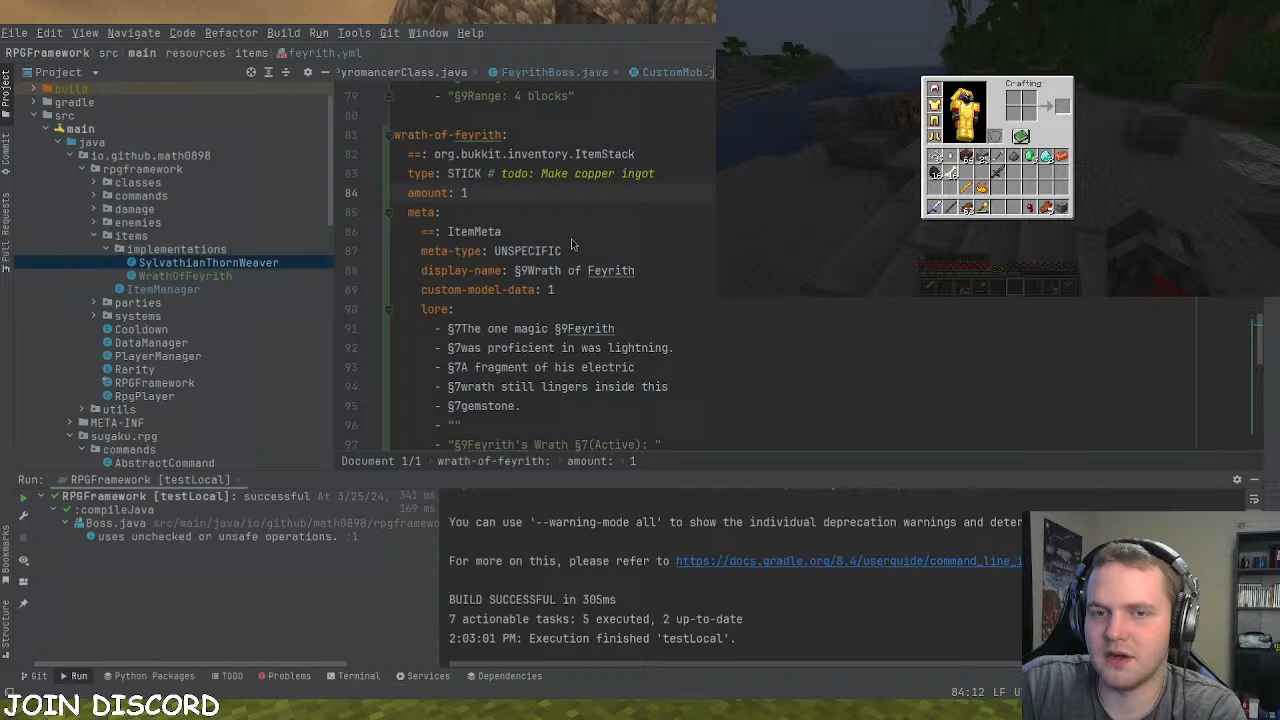 File Edit View Navigate Code Refactor Build Run Tools Git Window Help
RPGFramework src main resources items feyrith.yml
Project
yromancerClass.java FeyrithBoss.java CustomMob.j
build
gradle
src
main
java
io.github.math0898
rpgframework
classes
commands
damage
enemies
items
implementations
SylvathianThornWeaver
WrathOfFeyrith
ItemManager
parties
systems
Cooldown
DataManager
PlayerManager
Rarity
RPGFramework
RpgPlayer
utils
META-INF
sugaku.rpg
commands
AbstractCommand
Project
Commit
Pull Requests
Bookmarks
Structure
79 - "§9Range: 4 blocks"
80
81 wrath-of-feyrith:
82 ==: org.bukkit.inventory.ItemStack
83 type: STICK # todo: Make copper ingot
84 amount: 1
85 meta:
86 ==: ItemMeta
87 meta-type: UNSPECIFIC
88 display-name: §9Wrath of Feyrith
89 custom-model-data: 1
90 lore:
91 - §7The one magic §9Feyrith
92 - §7was proficient in was lightning.
93 - §7A fragment of his electric
94 - §7wrath still lingers inside this
95 - §7gemstone.
96 - ""
97 - "§9Feyrith's Wrath §7(Active): "
Document 1/1 wrath-of-feyrith: amount: 1
Crafting
Run: RPGFramework [testLocal]
RPGFramework [testLocal]: successful At 3/25/24, 341 ms
:compileJava 169 ms
Boss.java src/main/java/io/github/math0898/rpgframewo
uses unchecked or unsafe operations. :1
You can use '--warning-mode all' to show the individual deprecation warnings and deter
For more on this, please refer to https://docs.gradle.org/8.4/userguide/command_line_i
BUILD SUCCESSFUL in 305ms
7 actionable tasks: 5 executed, 2 up-to-date
2:03:01 PM: Execution finished 'testLocal'.
Git Run Python Packages TODO Problems Terminal Services Dependencies
84:12 LF U
JOIN DISCORD